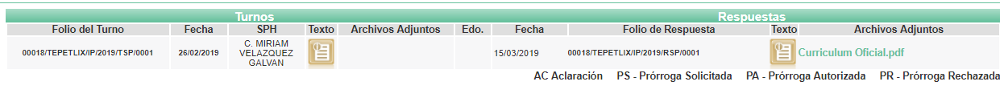 Turnos Respuestas
Folio del Turno Fecha SPH Texto Archivos Adjuntos Edo. Fecha Folio de Respuesta Texto Archivos Adjuntos
00018/TEPETLIX/IP/2019/TSP/0001 26/02/2019 C. MIRIAM VELAZQUEZ GALVAN 15/03/2019 00018/TEPETLIX/IP/2019/RSP/0001 Curriculum Oficial.pdf
AC Aclaración PS - Prórroga Solicitada PA - Prórroga Autorizada PR - Prórroga Rechazada